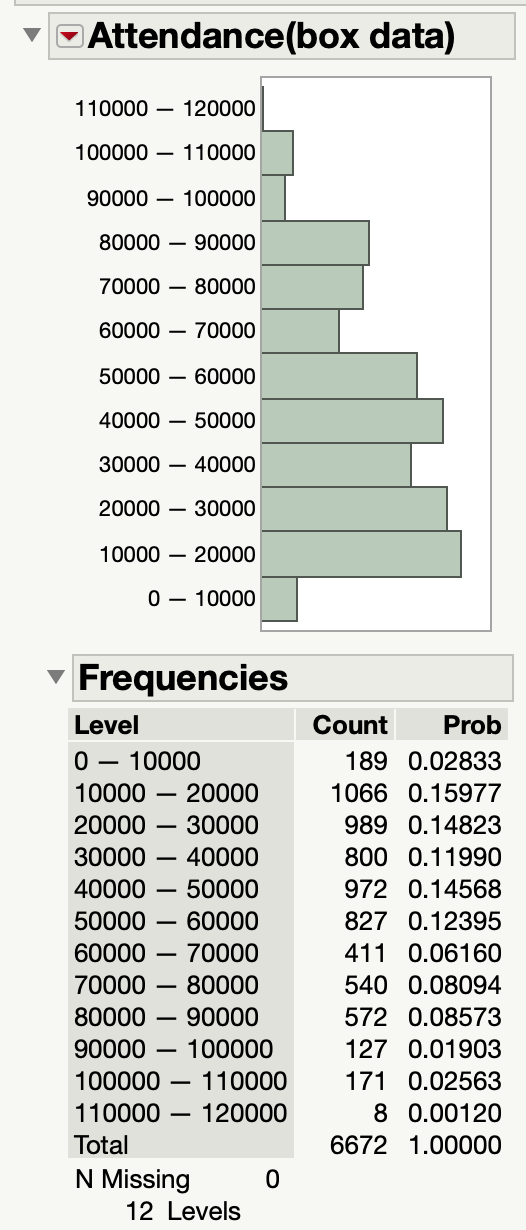 Attendance(box data)
110000 — 120000
100000 — 110000
90000 — 100000
80000 — 90000
70000 — 80000
60000 — 70000
50000 — 60000
40000 — 50000
30000 — 40000
20000 — 30000
10000 — 20000
0 — 10000
Frequencies
Level Count Prob
0 — 10000 189 0.02833
10000 — 20000 1066 0.15977
20000 — 30000 989 0.14823
30000 — 40000 800 0.11990
40000 — 50000 972 0.14568
50000 — 60000 827 0.12395
60000 — 70000 411 0.06160
70000 — 80000 540 0.08094
80000 — 90000 572 0.08573
90000 — 100000 127 0.01903
100000 — 110000 171 0.02563
110000 — 120000 8 0.00120
Total 6672 1.00000
N Missing 0
12 Levels